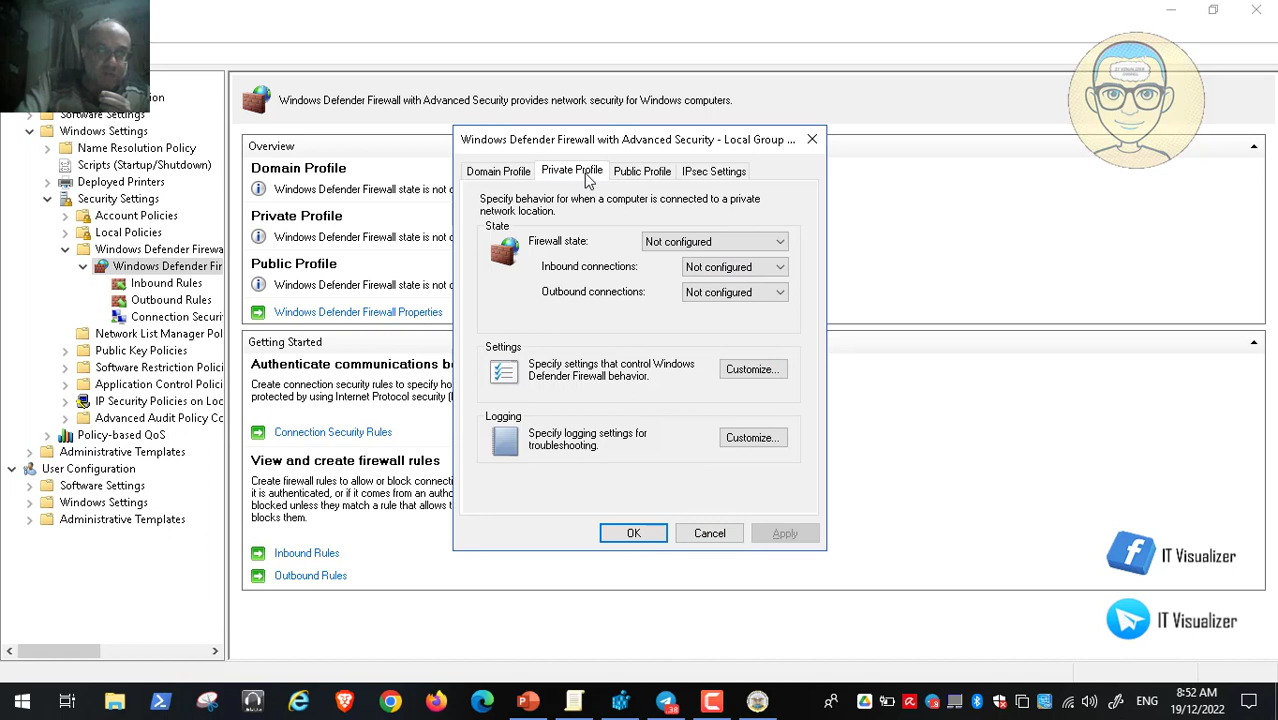 IT VISUALIZER
Windows Defender Firewall with Advanced Security provides network security for Windows computers.
Software Settings
Windows Settings
Name Resolution Policy
Scripts (Startup/Shutdown)
Deployed Printers
Security Settings
Account Policies
Local Policies
Windows Defender Firewa
Windows Defender Fir
Inbound Rules
Outbound Rules
Connection Securi
Network List Manager Pol
Public Key Policies
Software Restriction Polici
Application Control Polici
IP Security Policies on Loc
Advanced Audit Policy Co
Policy-based QoS
Administrative Templates
User Configuration
Software Settings
Windows Settings
Administrative Templates
Overview
Domain Profile
Windows Defender Firewall state is not c
Private Profile
Windows Defender Firewall state is not c
Public Profile
Windows Defender Firewall state is not c
Windows Defender Firewall Properties
Getting Started
Authenticate communications b
Create connection security rules to specify ho
protected by using Internet Protocol security (I
Connection Security Rules
View and create firewall rules
Create firewall rules to allow or block connection
it is authenticated, or if it comes from an autho
blocked unless they match a rule that allows t
blocks them.
Inbound Rules
Outbound Rules
Windows Defender Firewall with Advanced Security - Local Group ...
Domain Profile Private Profile Public Profile IPsec Settings
Specify behavior for when a computer is connected to a private
network location.
State
Firewall state: Not configured
Inbound connections: Not configured
Outbound connections: Not configured
Settings
Specify settings that control Windows
Defender Firewall behavior.
Customize...
Logging
Specify logging settings for
troubleshooting.
Customize...
OK Cancel Apply
IT Visualizer
IT Visualizer
ENG
8:52 AM
19/12/2022